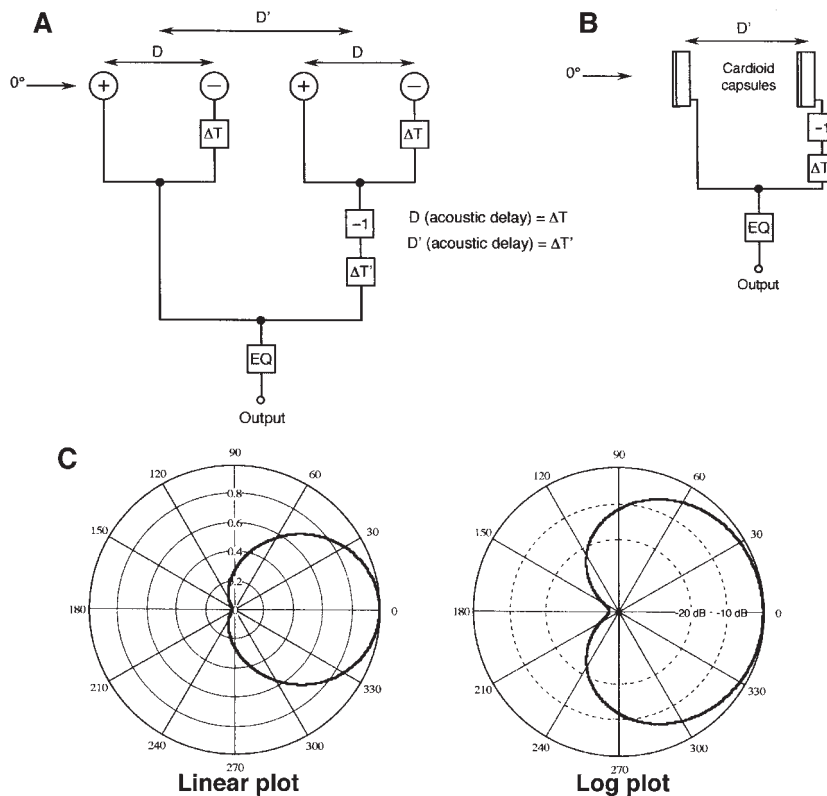 A
D'
D
D
0°
+
−
+
−
ΔT
ΔT
−1
ΔT'
D (acoustic delay) = ΔT
D' (acoustic delay) = ΔT'
EQ
Output
B
D'
0°
Cardioid
capsules
−1
ΔT
EQ
Output
C
90
120
60
0.8
0.6
150
30
0.4
0.2
180
0
210
330
240
300
270
Linear plot
90
120
60
150
30
180
-20 dB
-10 dB
0
210
330
240
300
270
Log plot